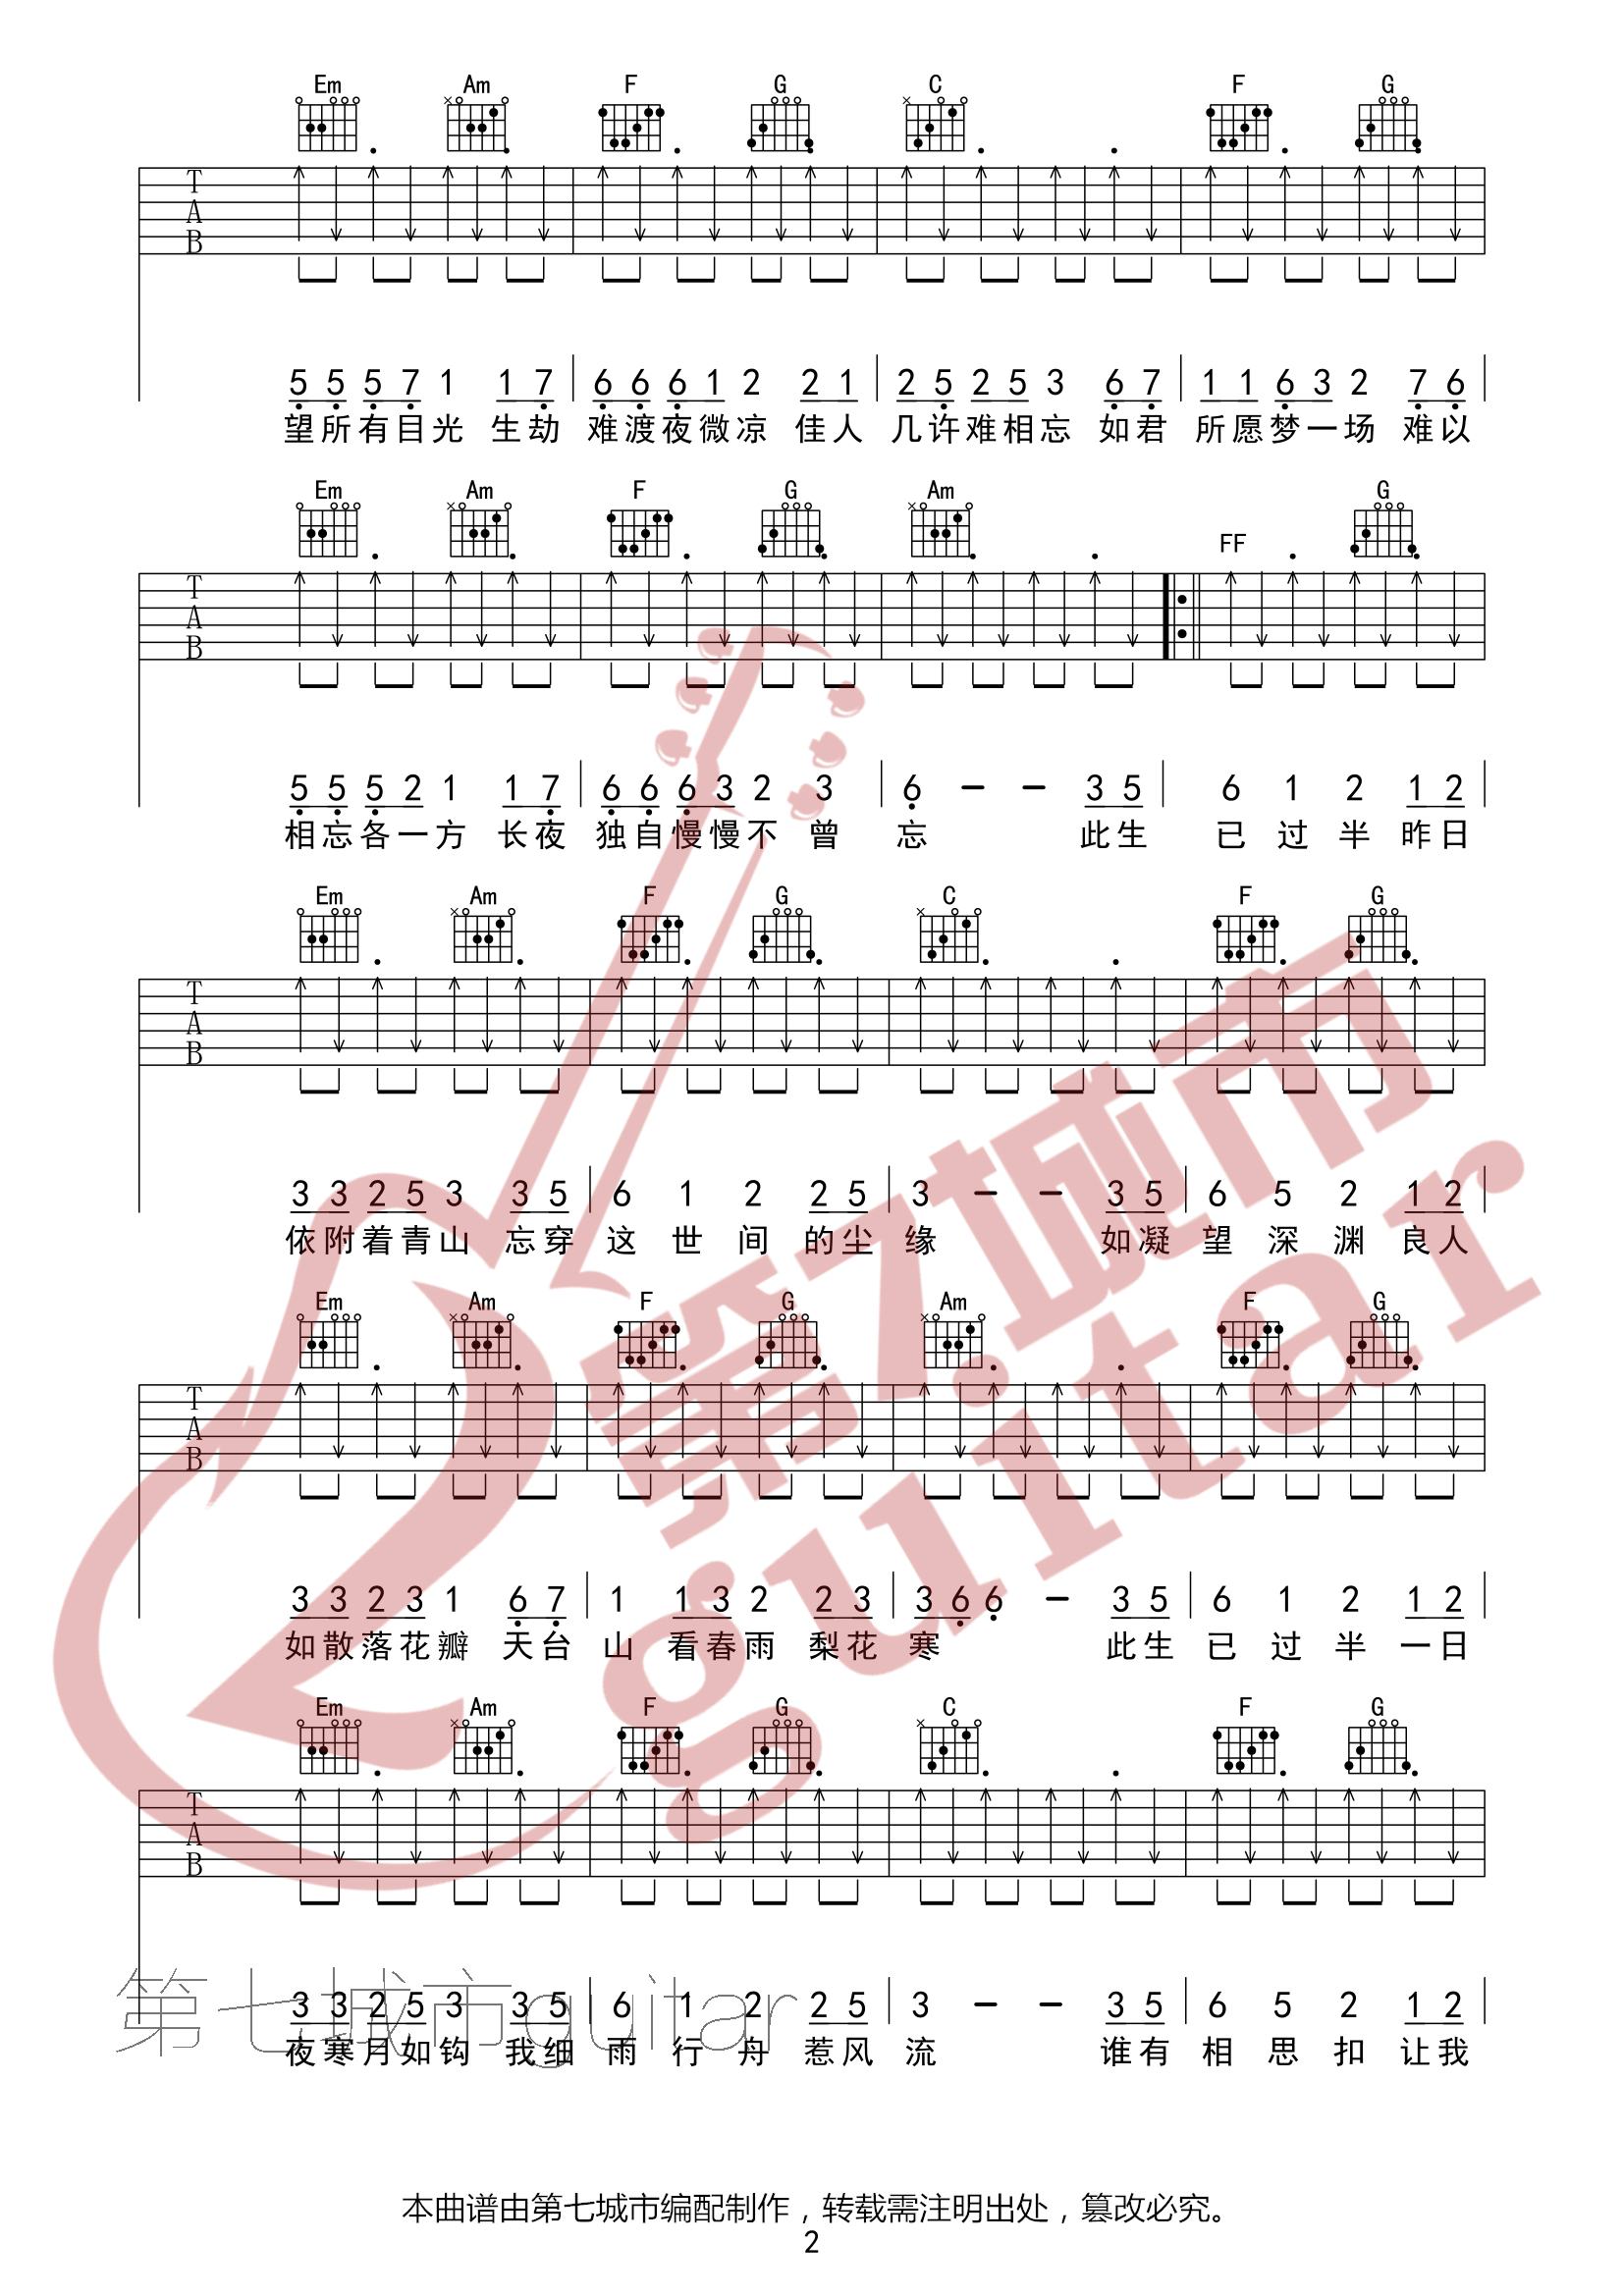 Em Am F G C F G
T
A
B
5 5 5 7 1 1 7 | 6 6 6 1 2 2 1 | 2 5 2 5 3 6 7 | 1 1 6 3 2 7 6 |
望所有目光 生劫 难渡夜微凉 佳人 几许难相忘 如君 所愿梦一场 难以
Em Am F G Am FF G
T
A
B
5 5 5 2 1 1 7 | 6 6 6 3 2 3 | 6 - - 3 5 | 6 1 2 1 2 |
相忘各一方 长夜 独自慢慢不 曾 忘 此生 已 过 半 昨日
Em Am F G C F G
T
A
B
3 3 2 5 3 3 5 | 6 1 2 2 5 | 3 - - 3 5 | 6 5 2 1 2 |
依附着青山 忘穿 这 世 间 的尘 缘 如凝 望 深 渊 良人
Em Am F G Am F G
T
A
B
3 3 2 3 1 6 7 | 1 1 3 2 2 3 | 3 6 6 - 3 5 | 6 1 2 1 2 |
如散落花瓣 天台 山 看春雨 梨花 寒 此生 已 过 半 一日
Em Am F G C F G
T
A
B
3 3 2 5 3 3 5 | 6 1 2 2 5 | 3 - - 3 5 | 6 5 2 1 2 |
夜寒月如钩 我细 雨 行 舟 惹风 流 谁有 相 思 扣 让我
第7城市
guitar
第七城市guitar
本曲谱由第七城市编配制作，转载需注明出处，篡改必究。
2